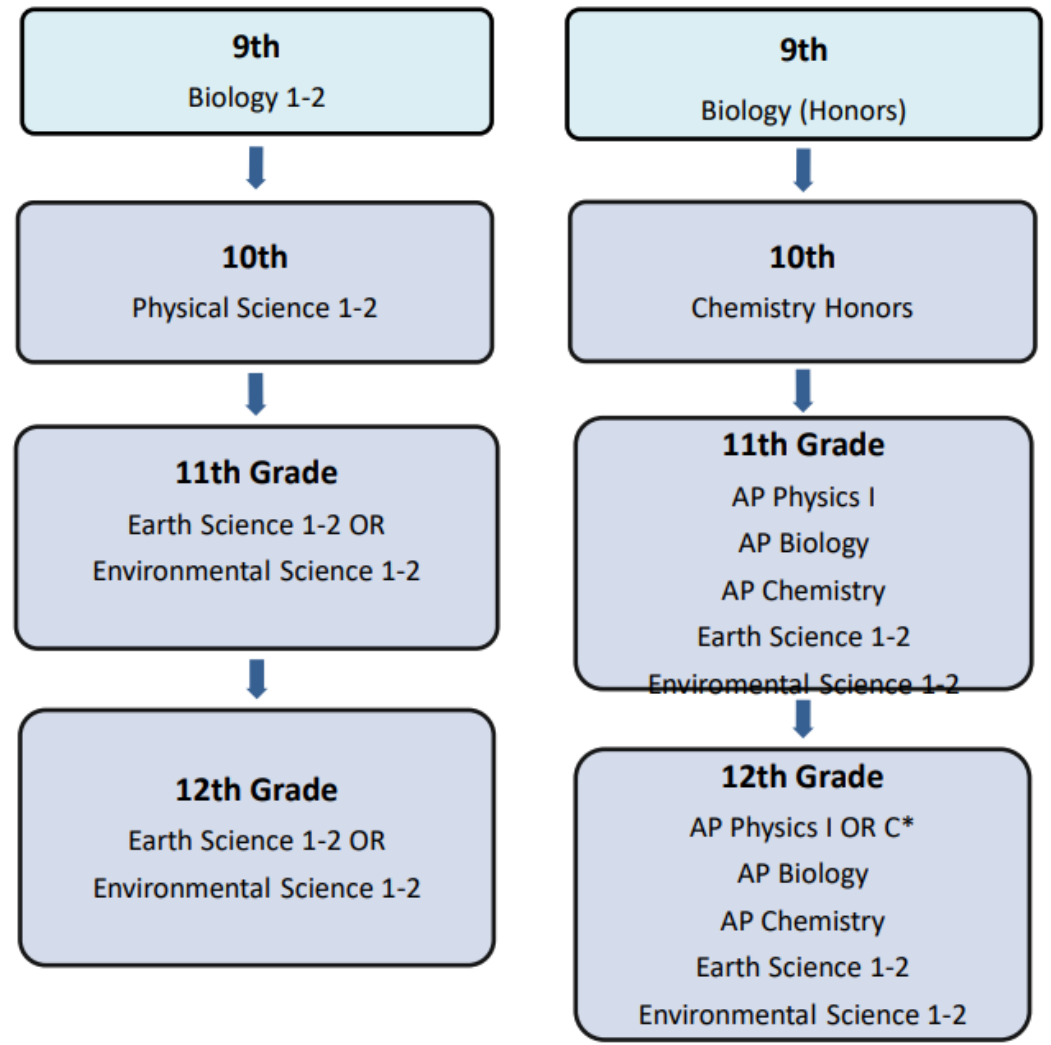 9th
Biology 1-2
10th
Physical Science 1-2
11th Grade
Earth Science 1-2 OR
Environmental Science 1-2
12th Grade
Earth Science 1-2 OR
Environmental Science 1-2
9th
Biology (Honors)
10th
Chemistry Honors
11th Grade
AP Physics I
AP Biology
AP Chemistry
Earth Science 1-2
Enviromental Science 1-2
12th Grade
AP Physics I OR C*
AP Biology
AP Chemistry
Earth Science 1-2
Environmental Science 1-2